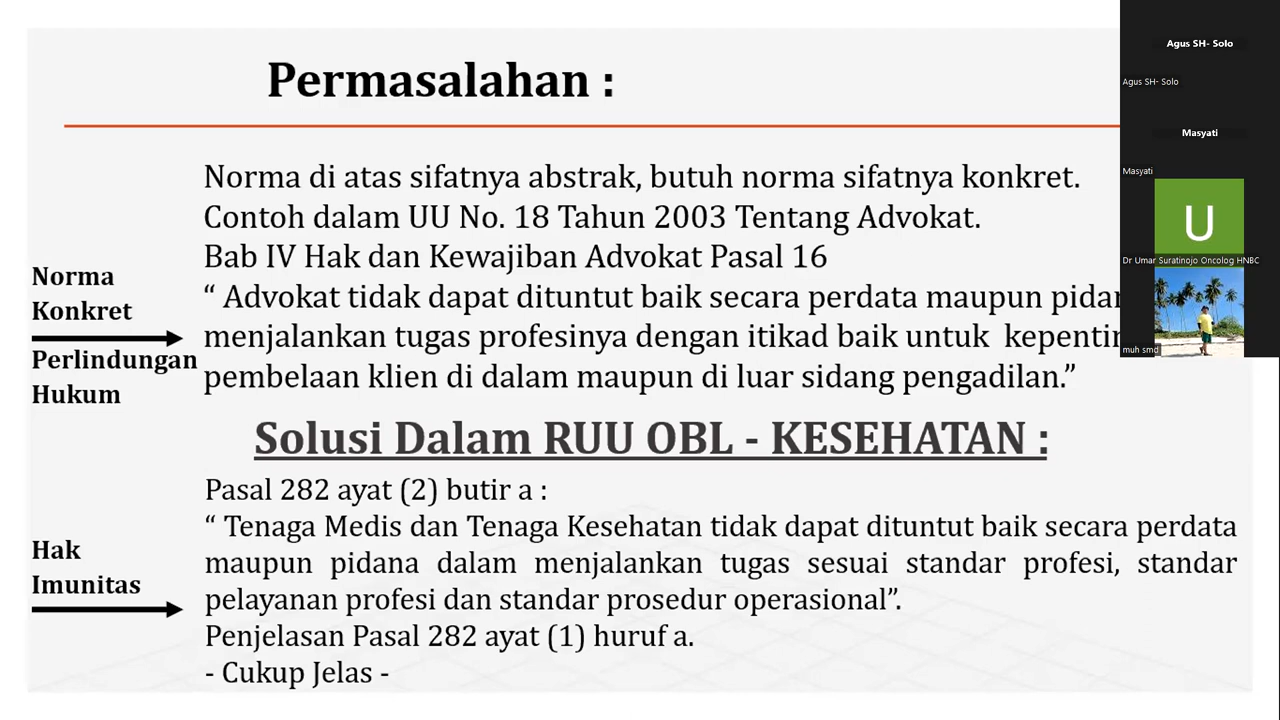 Permasalahan :
Norma di atas sifatnya abstrak, butuh norma sifatnya konkret.
Contoh dalam UU No. 18 Tahun 2003 Tentang Advokat.
Bab IV Hak dan Kewajiban Advokat Pasal 16
“ Advokat tidak dapat dituntut baik secara perdata maupun
menjalankan tugas profesinya dengan itikad baik untuk
pembelaan klien di dalam maupun di luar sidang pengadilan.”
Norma
Konkret
Perlindungan
Hukum
Solusi Dalam RUU OBL - KESEHATAN :
Pasal 282 ayat (2) butir a :
“ Tenaga Medis dan Tenaga Kesehatan tidak dapat dituntut baik secara perdata
maupun pidana dalam menjalankan tugas sesuai standar profesi, standar
pelayanan profesi dan standar prosedur operasional”.
Penjelasan Pasal 282 ayat (1) huruf a.
- Cukup Jelas -
Hak
Imunitas
Agus SH- Solo
Agus SH- Solo
Masyati
Masyati
U
Dr Umar Suratinojo Oncolog HNBC
muh smd